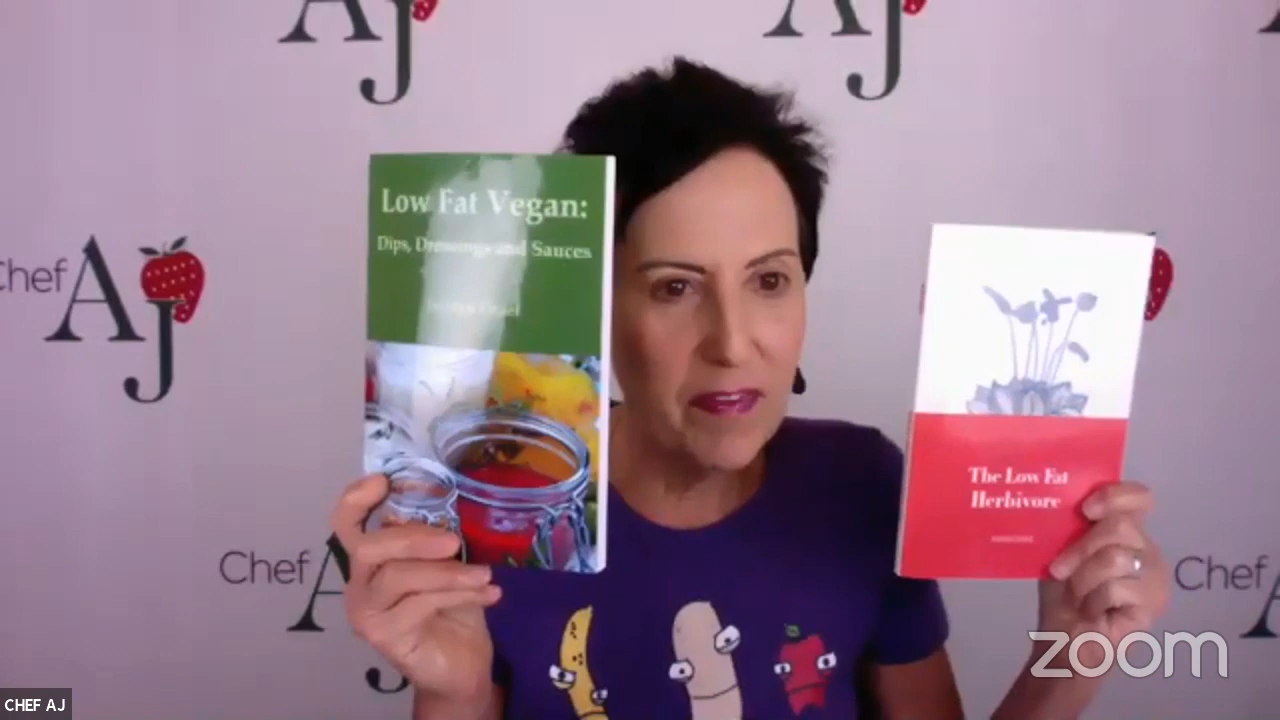 Chef AJ
Chef AJ
Low Fat Vegan:
Dips, Dressings and Sauces
The Low Fat
Herbivore
Chef AJ
Chef
zoom
CHEF AJ